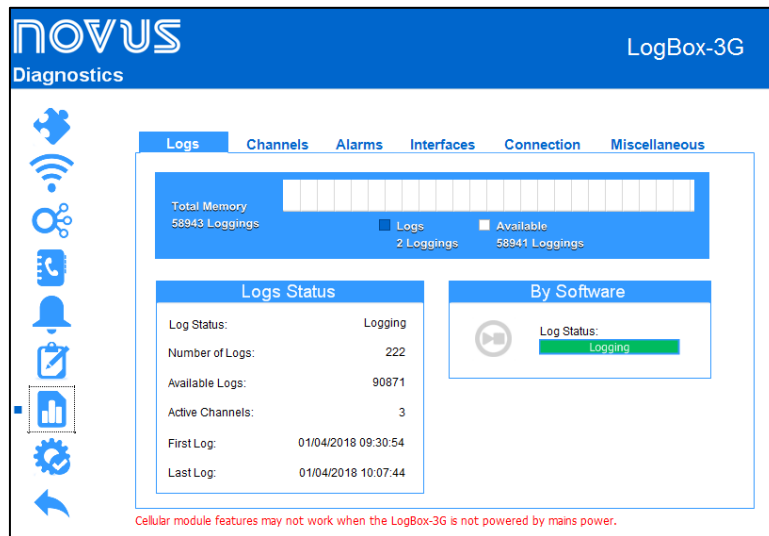 novus
LogBox-3G
Diagnostics
Logs Channels Alarms Interfaces Connection Miscellaneous
Total Memory
58943 Loggings
Logs Available
2 Loggings 58941 Loggings
Logs Status
Log Status: Logging
Number of Logs: 222
Available Logs: 90871
Active Channels: 3
First Log: 01/04/2018 09:30:54
Last Log: 01/04/2018 10:07:44
By Software
Log Status:
Logging
Cellular module features may not work when the LogBox-3G is not powered by mains power.